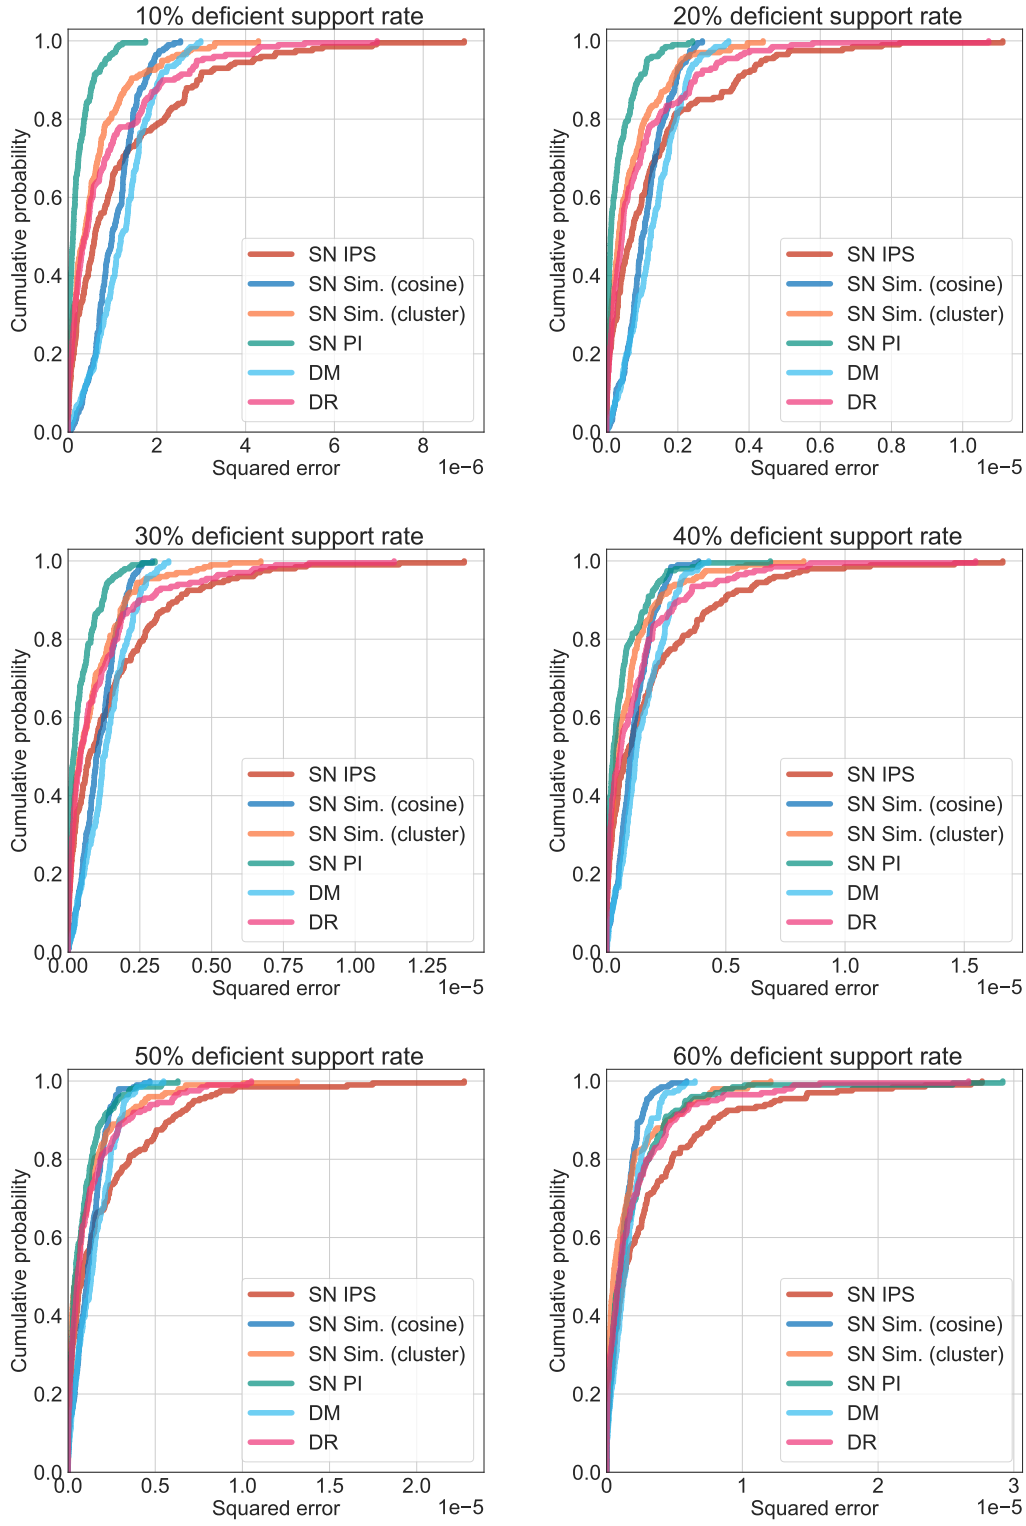 10% deficient support rate
Cumulative probability
1.0
0.8
0.6
0.4
0.2
0.0
0 2 4 6 8
Squared error 1e−6
SN IPS
SN Sim. (cosine)
SN Sim. (cluster)
SN PI
DM
DR
20% deficient support rate
Cumulative probability
1.0
0.8
0.6
0.4
0.2
0.0
0.0 0.2 0.4 0.6 0.8 1.0
Squared error 1e−5
SN IPS
SN Sim. (cosine)
SN Sim. (cluster)
SN PI
DM
DR
30% deficient support rate
Cumulative probability
1.0
0.8
0.6
0.4
0.2
0.0
0.00 0.25 0.50 0.75 1.00 1.25
Squared error 1e−5
SN IPS
SN Sim. (cosine)
SN Sim. (cluster)
SN PI
DM
DR
40% deficient support rate
Cumulative probability
1.0
0.8
0.6
0.4
0.2
0.0
0.0 0.5 1.0 1.5
Squared error 1e−5
SN IPS
SN Sim. (cosine)
SN Sim. (cluster)
SN PI
DM
DR
50% deficient support rate
Cumulative probability
1.0
0.8
0.6
0.4
0.2
0.0
0.0 0.5 1.0 1.5 2.0
Squared error 1e−5
SN IPS
SN Sim. (cosine)
SN Sim. (cluster)
SN PI
DM
DR
60% deficient support rate
Cumulative probability
1.0
0.8
0.6
0.4
0.2
0.0
0 1 2 3
Squared error 1e−5
SN IPS
SN Sim. (cosine)
SN Sim. (cluster)
SN PI
DM
DR